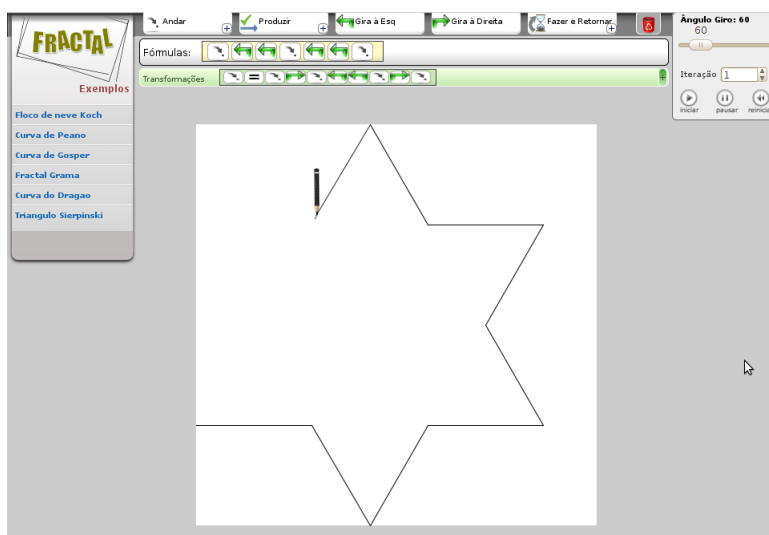 FRACTAL
Exemplos
Floco de neve Koch
Curva de Peano
Curva de Gosper
Fractal Grama
Curva do Dragao
Triangulo Sierpinski
Andar
Produzir
Gira à Esq
Gira à Direita
Fazer e Retornar
Fórmulas:
Transformações
Ângulo Giro: 60
60
Iteração 1
iniciar pausar reinicia